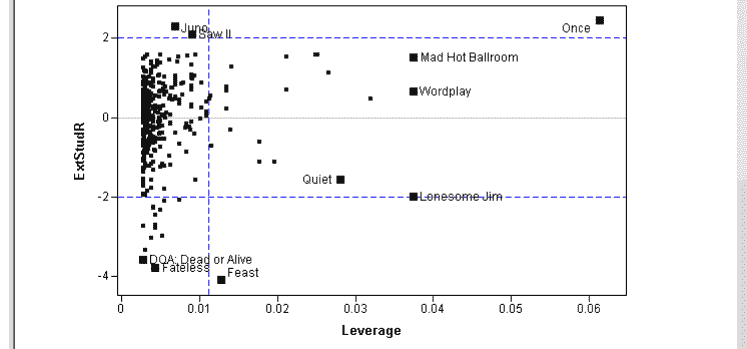 Juno
Saw II
Once
2
Mad Hot Ballroom
Wordplay
0
ExtStudR
Quiet
-2
Lonesome Jim
DOA: Dead or Alive
Fateless
Feast
-4
0
0.01
0.02
0.03
0.04
0.05
0.06
Leverage